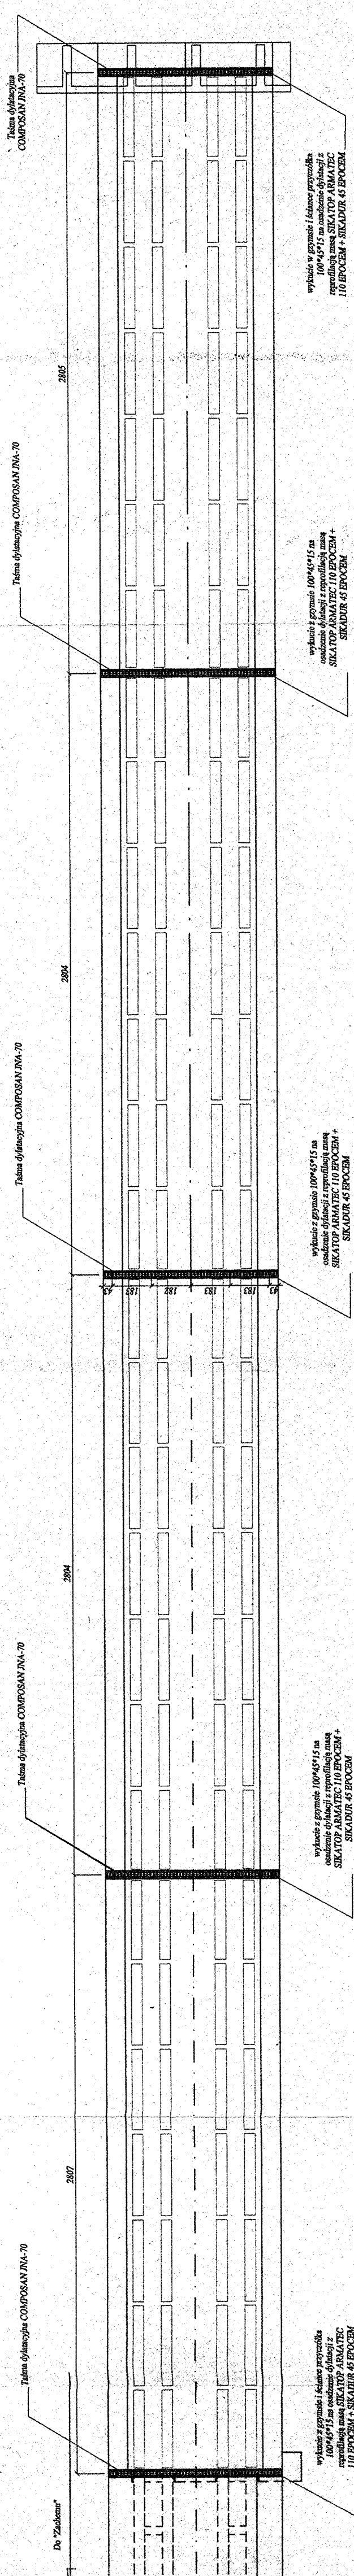 Taśma dylatacyjna
COMPOSAN INA-70
wykucie w gzymsie i ściance przyczółka
100*45*15 na osadzenie dylatacji z
reprofilacją masą SIKATOP ARMATEC
110 EPOCEM + SIKADUR 45 EPOCEM
2805
Taśma dylatacyjna COMPOSAN INA-70
wykucie z gzymsie 100*45*15 na
osadzenie dylatacji z reprofilacją masą
SIKATOP ARMATEC 110 EPOCEM +
SIKADUR 45 EPOCEM
2804
Taśma dylatacyjna COMPOSAN INA-70
wykucie z gzymsie 100*45*15 na
osadzenie dylatacji z reprofilacją masą
SIKATOP ARMATEC 110 EPOCEM +
SIKADUR 45 EPOCEM
43
183
182
183
183
43
2804
Taśma dylatacyjna COMPOSAN INA-70
wykucie z gzymsie 100*45*15 na
osadzenie dylatacji z reprofilacją masą
SIKATOP ARMATEC 110 EPOCEM +
SIKADUR 45 EPOCEM
2807
Taśma dylatacyjna COMPOSAN INA-70
wykucie z gzymsie i ściance przyczółka
100*45*15 na osadzenie dylatacji z
reprofilacją masą SIKATOP ARMATEC
110 EPOCEM + SIKADUR 45 EPOCEM
Do "Zachemu"